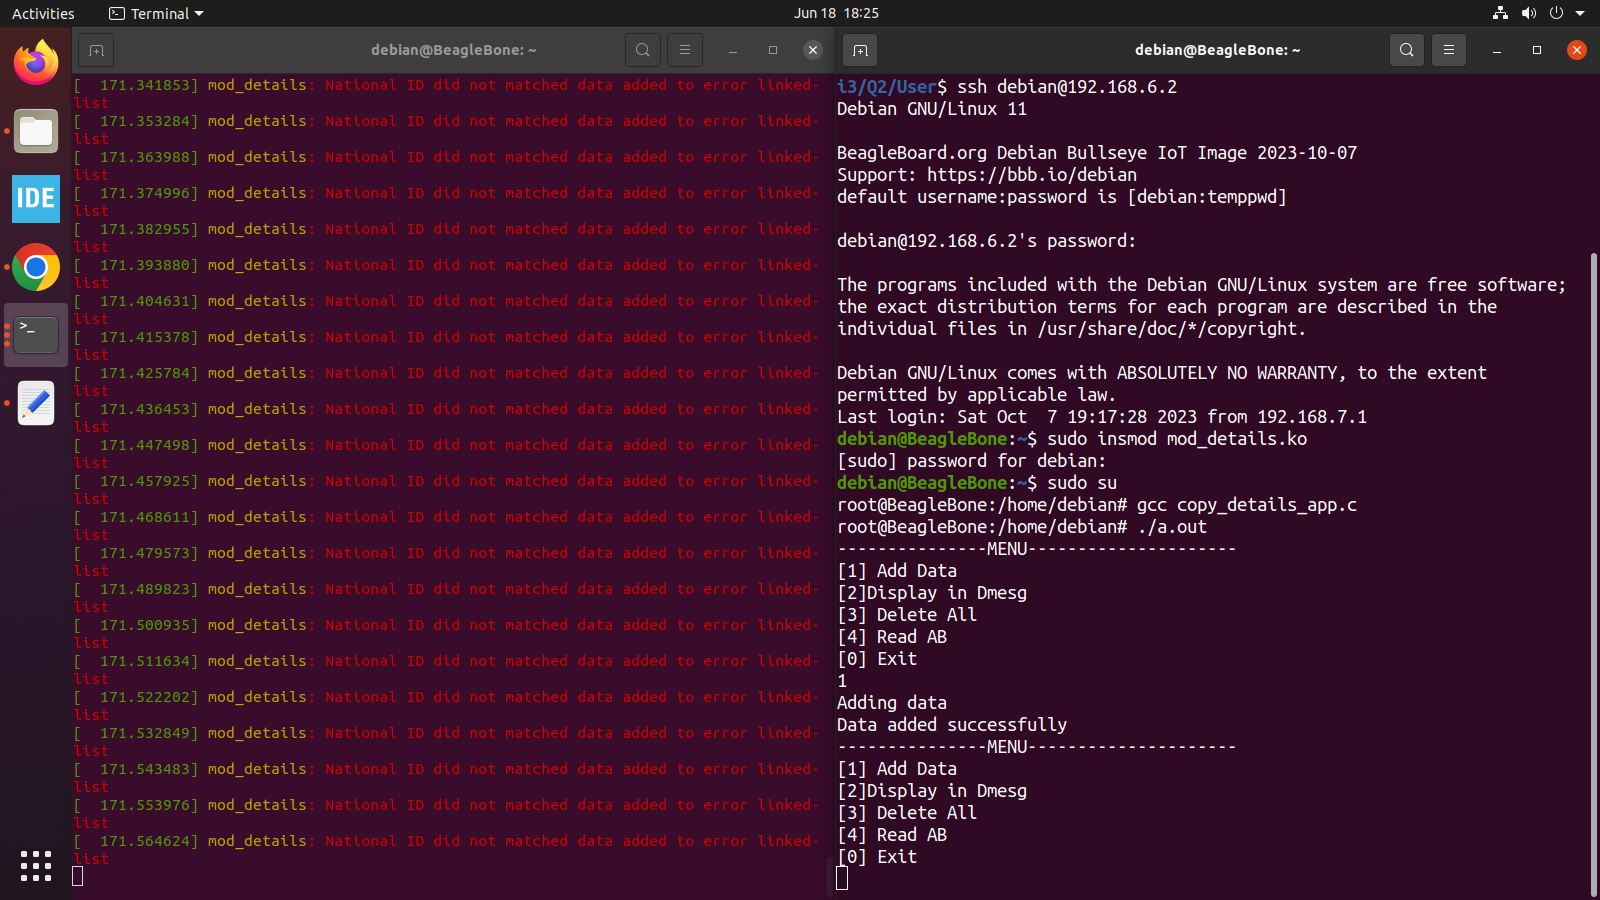 Activities
Terminal
Jun 18 18:25
debian@BeagleBone: ~
[  171.341853] mod_details: National ID did not matched data added to error linked-
list
[  171.353284] mod_details: National ID did not matched data added to error linked-
list
[  171.363988] mod_details: National ID did not matched data added to error linked-
list
[  171.374996] mod_details: National ID did not matched data added to error linked-
list
[  171.382955] mod_details: National ID did not matched data added to error linked-
list
[  171.393880] mod_details: National ID did not matched data added to error linked-
list
[  171.404631] mod_details: National ID did not matched data added to error linked-
list
[  171.415378] mod_details: National ID did not matched data added to error linked-
list
[  171.425784] mod_details: National ID did not matched data added to error linked-
list
[  171.436453] mod_details: National ID did not matched data added to error linked-
list
[  171.447498] mod_details: National ID did not matched data added to error linked-
list
[  171.457925] mod_details: National ID did not matched data added to error linked-
list
[  171.468611] mod_details: National ID did not matched data added to error linked-
list
[  171.479573] mod_details: National ID did not matched data added to error linked-
list
[  171.489823] mod_details: National ID did not matched data added to error linked-
list
[  171.500935] mod_details: National ID did not matched data added to error linked-
list
[  171.511634] mod_details: National ID did not matched data added to error linked-
list
[  171.522202] mod_details: National ID did not matched data added to error linked-
list
[  171.532849] mod_details: National ID did not matched data added to error linked-
list
[  171.543483] mod_details: National ID did not matched data added to error linked-
list
[  171.553976] mod_details: National ID did not matched data added to error linked-
list
[  171.564624] mod_details: National ID did not matched data added to error linked-
list
debian@BeagleBone: ~
i3/Q2/User$ ssh debian@192.168.6.2
Debian GNU/Linux 11
BeagleBoard.org Debian Bullseye IoT Image 2023-10-07
Support: https://bbb.io/debian
default username:password is [debian:temppwd]
debian@192.168.6.2's password:
The programs included with the Debian GNU/Linux system are free software;
the exact distribution terms for each program are described in the
individual files in /usr/share/doc/*/copyright.
Debian GNU/Linux comes with ABSOLUTELY NO WARRANTY, to the extent
permitted by applicable law.
Last login: Sat Oct  7 19:17:28 2023 from 192.168.7.1
debian@BeagleBone:~$ sudo insmod mod_details.ko
[sudo] password for debian:
debian@BeagleBone:~$ sudo su
root@BeagleBone:/home/debian# gcc copy_details_app.c
root@BeagleBone:/home/debian# ./a.out
---------------MENU---------------------
[1] Add Data
[2]Display in Dmesg
[3] Delete All
[4] Read AB
[0] Exit
1
Adding data
Data added successfully
---------------MENU---------------------
[1] Add Data
[2]Display in Dmesg
[3] Delete All
[4] Read AB
[0] Exit
IDE
>_